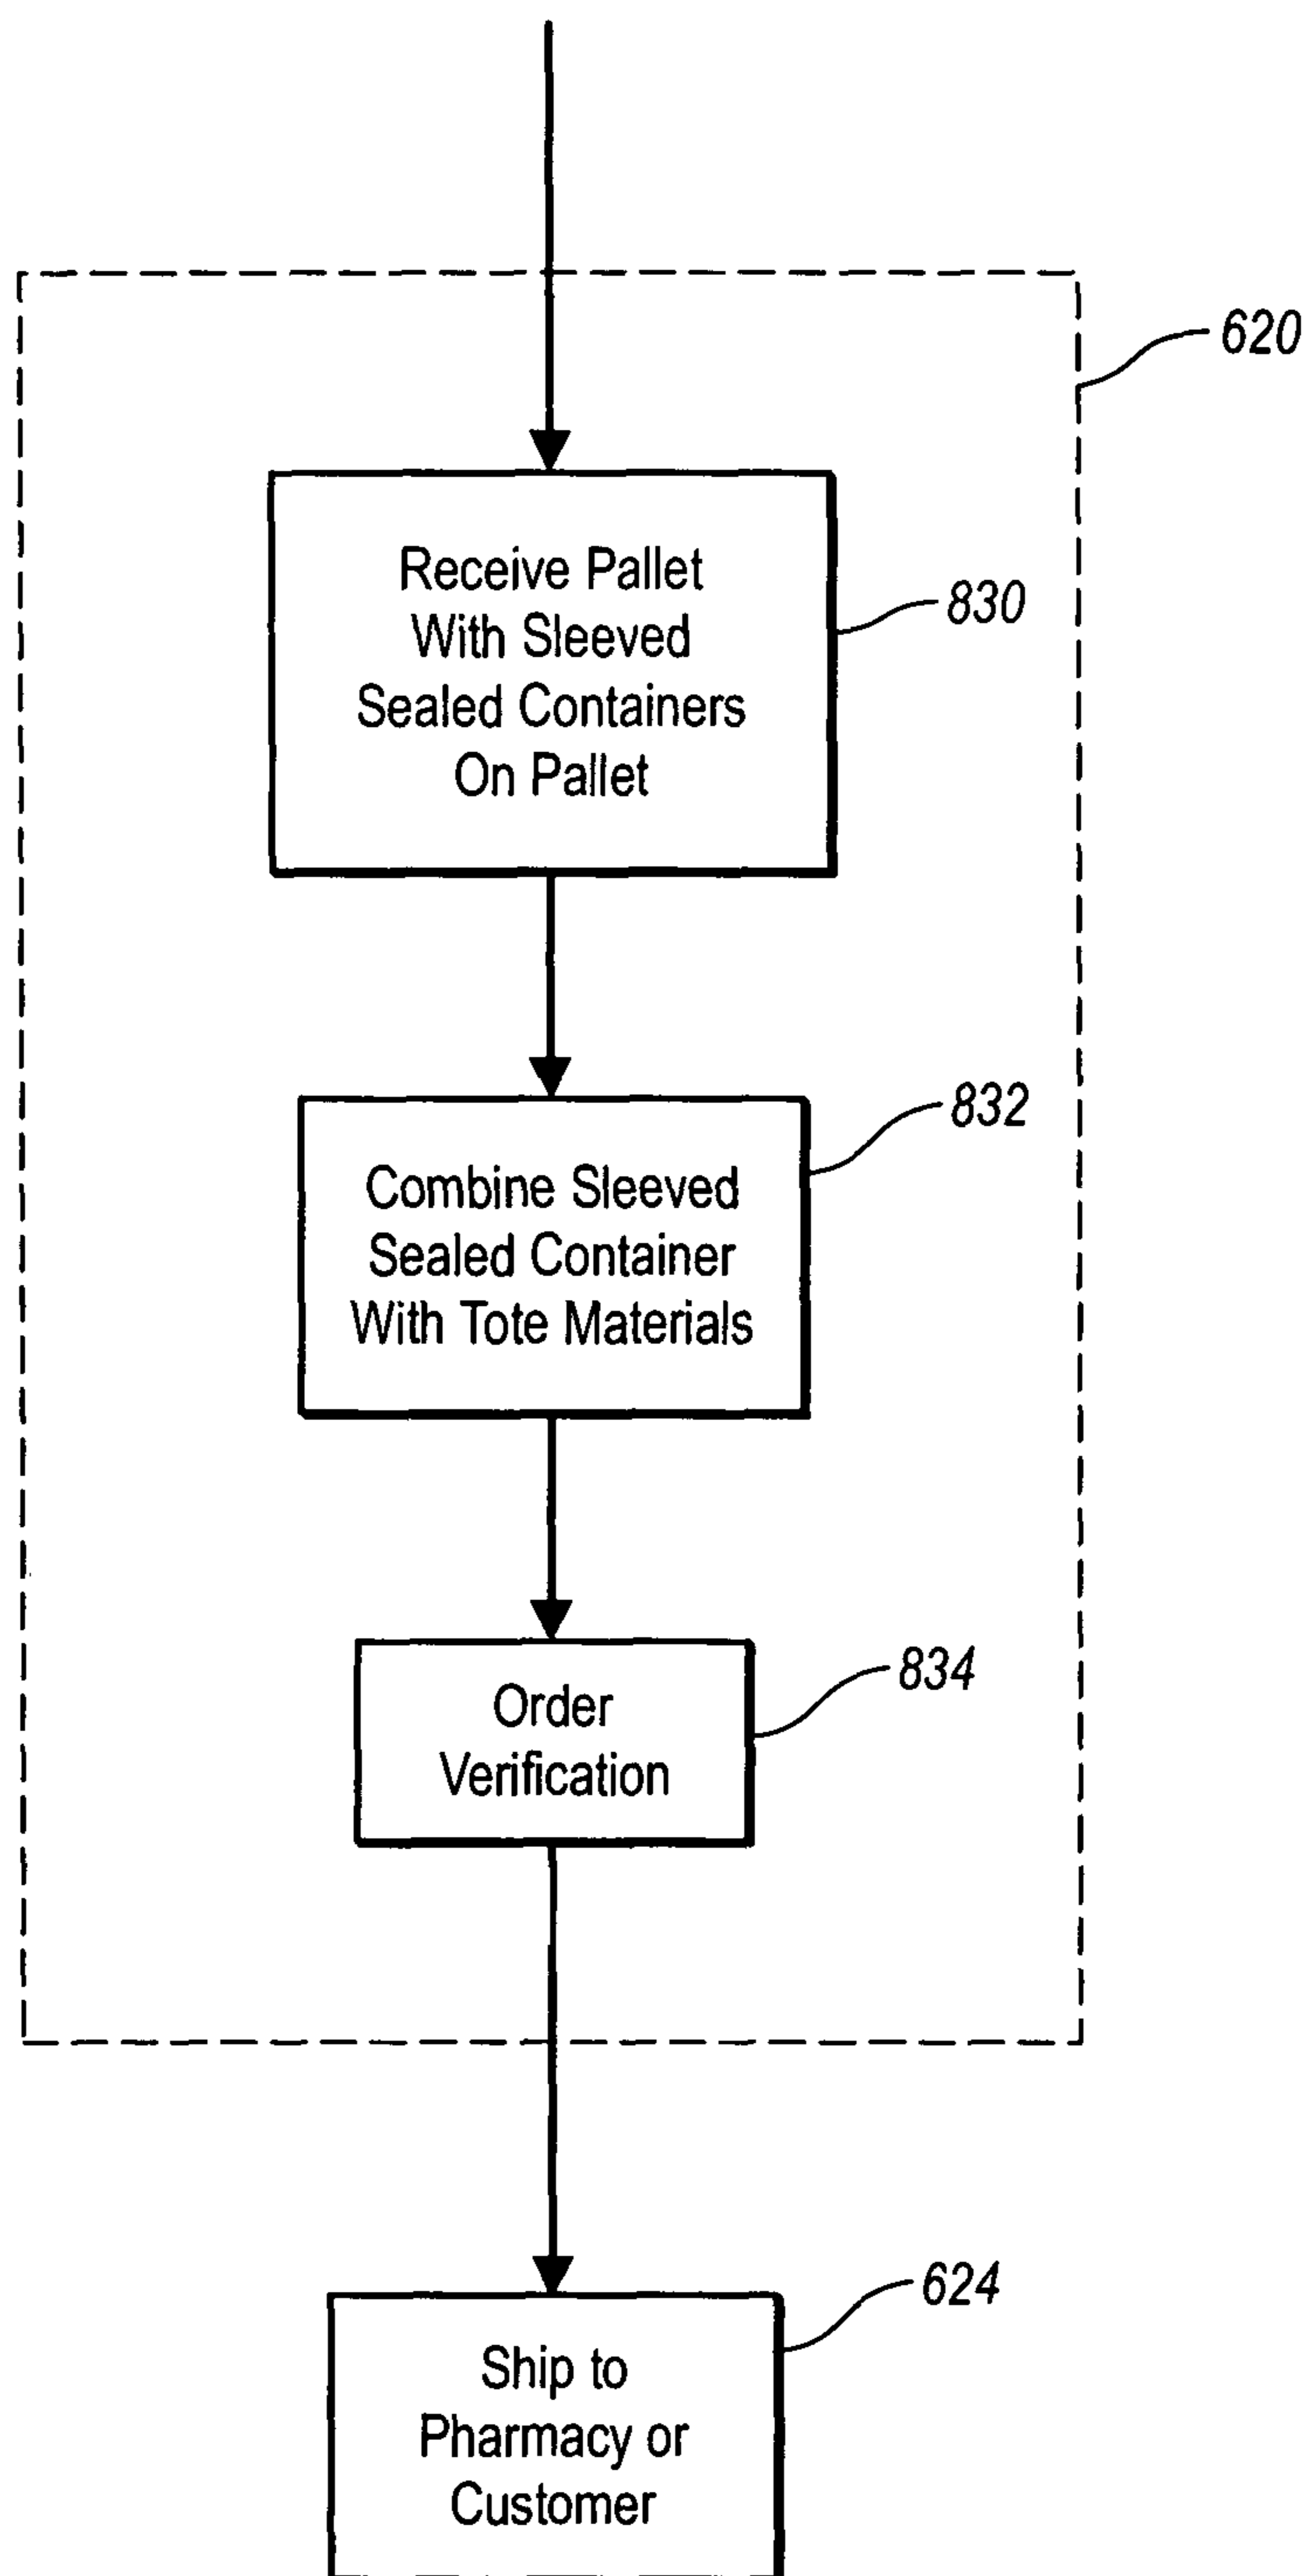 620
Receive Pallet
With Sleeved
Sealed Containers
On Pallet
830
Combine Sleeved
Sealed Container
With Tote Materials
832
Order
Verification
834
Ship to
Pharmacy or
Customer
624